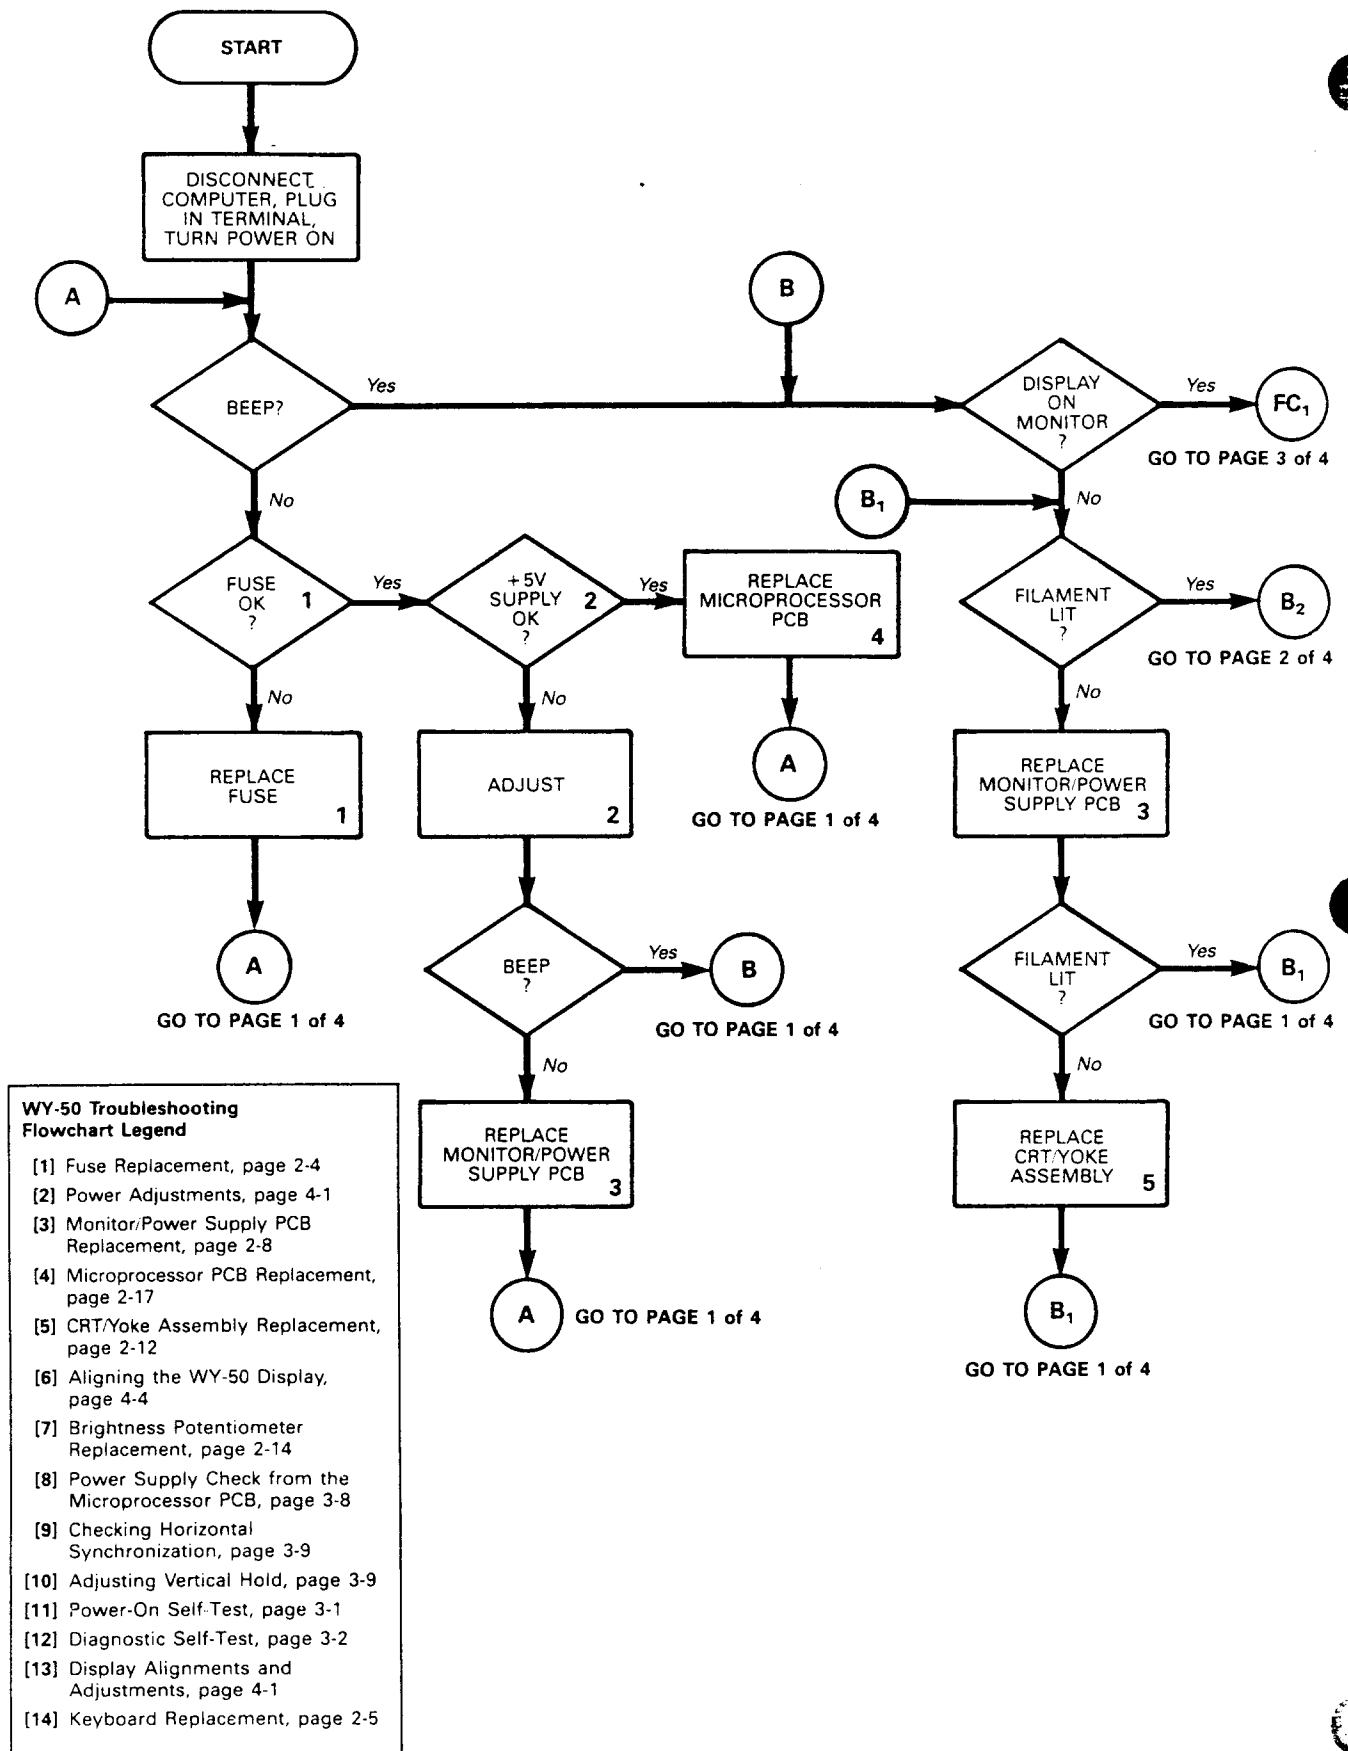 START
DISCONNECT
COMPUTER, PLUG
IN TERMINAL,
TURN POWER ON
A
B
BEEP?
Yes
DISPLAY
ON
MONITOR
?
Yes
FC1
GO TO PAGE 3 of 4
No
B1
No
FUSE
OK
?
1
Yes
+5V
SUPPLY
OK
?
2
Yes
REPLACE
MICROPROCESSOR
PCB
4
FILAMENT
LIT
?
Yes
B2
GO TO PAGE 2 of 4
No
No
No
REPLACE
FUSE
1
ADJUST
2
A
GO TO PAGE 1 of 4
REPLACE
MONITOR/POWER
SUPPLY PCB
3
A
GO TO PAGE 1 of 4
BEEP
?
Yes
B
GO TO PAGE 1 of 4
FILAMENT
LIT
?
Yes
B1
GO TO PAGE 1 of 4
No
No
REPLACE
MONITOR/POWER
SUPPLY PCB
3
REPLACE
CRT/YOKE
ASSEMBLY
5
A
GO TO PAGE 1 of 4
B1
GO TO PAGE 1 of 4
WY-50 Troubleshooting
Flowchart Legend
[1] Fuse Replacement, page 2-4
[2] Power Adjustments, page 4-1
[3] Monitor/Power Supply PCB
Replacement, page 2-8
[4] Microprocessor PCB Replacement,
page 2-17
[5] CRT/Yoke Assembly Replacement,
page 2-12
[6] Aligning the WY-50 Display,
page 4-4
[7] Brightness Potentiometer
Replacement, page 2-14
[8] Power Supply Check from the
Microprocessor PCB, page 3-8
[9] Checking Horizontal
Synchronization, page 3-9
[10] Adjusting Vertical Hold, page 3-9
[11] Power-On Self-Test, page 3-1
[12] Diagnostic Self-Test, page 3-2
[13] Display Alignments and
Adjustments, page 4-1
[14] Keyboard Replacement, page 2-5